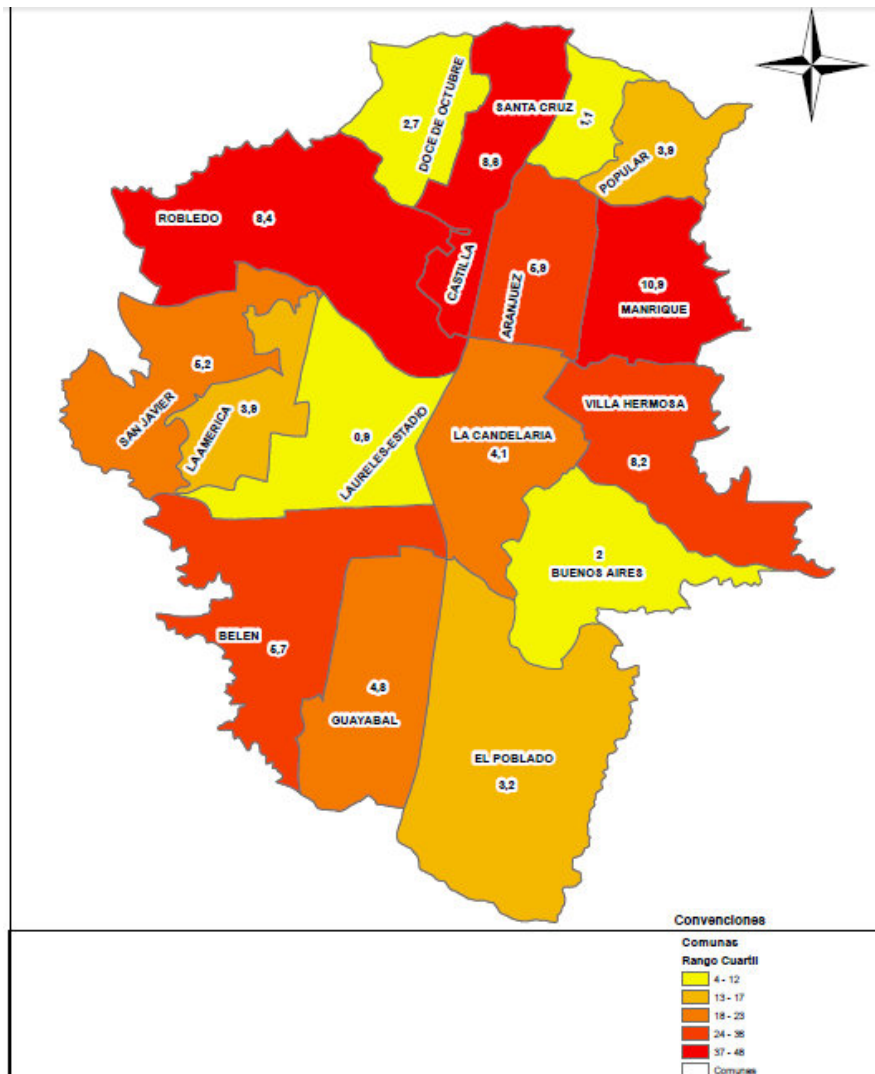 DOCE DE OCTUBRE
2,7
SANTA CRUZ
1,1
8,6
POPULAR
3,9
ROBLEDO
8,4
CASTILLA
ARANJUEZ
5,9
10,9
MANRIQUE
5,2
SAN JAVIER
LA AMERICA
3,9
0,9
LAURELES-ESTADIO
LA CANDELARIA
4,1
VILLA HERMOSA
8,2
2
BUENOS AIRES
BELEN
5,7
4,8
GUAYABAL
EL POBLADO
3,2
Convenciones
Comunas
Rango Cuartil
4 - 12
13 - 17
18 - 23
24 - 36
37 - 48
Comunas